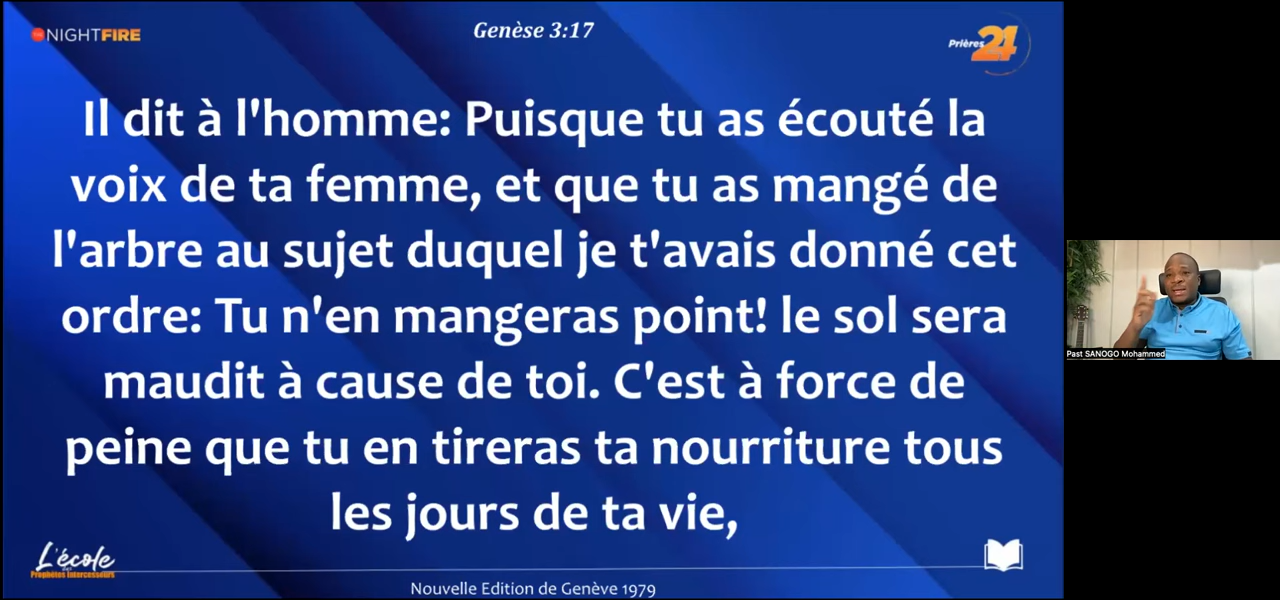 NIGHTFIRE
Genèse 3:17
Prières 24
Il dit à l'homme: Puisque tu as écouté la
voix de ta femme, et que tu as mangé de
l'arbre au sujet duquel je t'avais donné cet
ordre: Tu n'en mangeras point! le sol sera
maudit à cause de toi. C'est à force de
peine que tu en tireras ta nourriture tous
les jours de ta vie,
Past SANOGO Mohammed
L'école
des
Prophètes Intercesseurs
Nouvelle Edition de Genève 1979